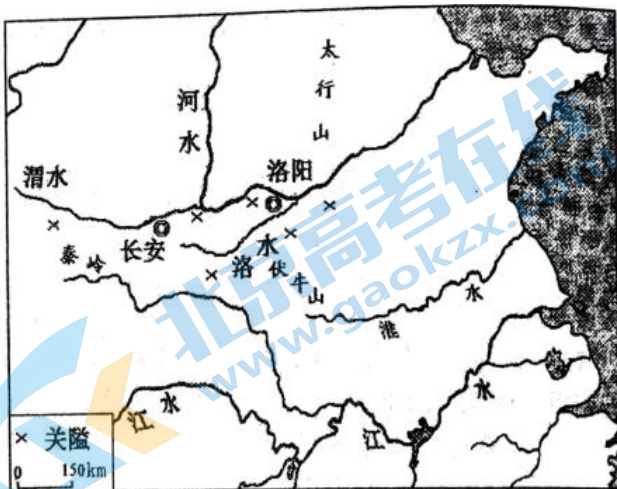 太行山
河水
渭水
洛阳
长安
秦岭
洛水
伏牛山
淮水
江水
江水
× 关隘
0 150km
北京高考在线
www.gaokzx.com